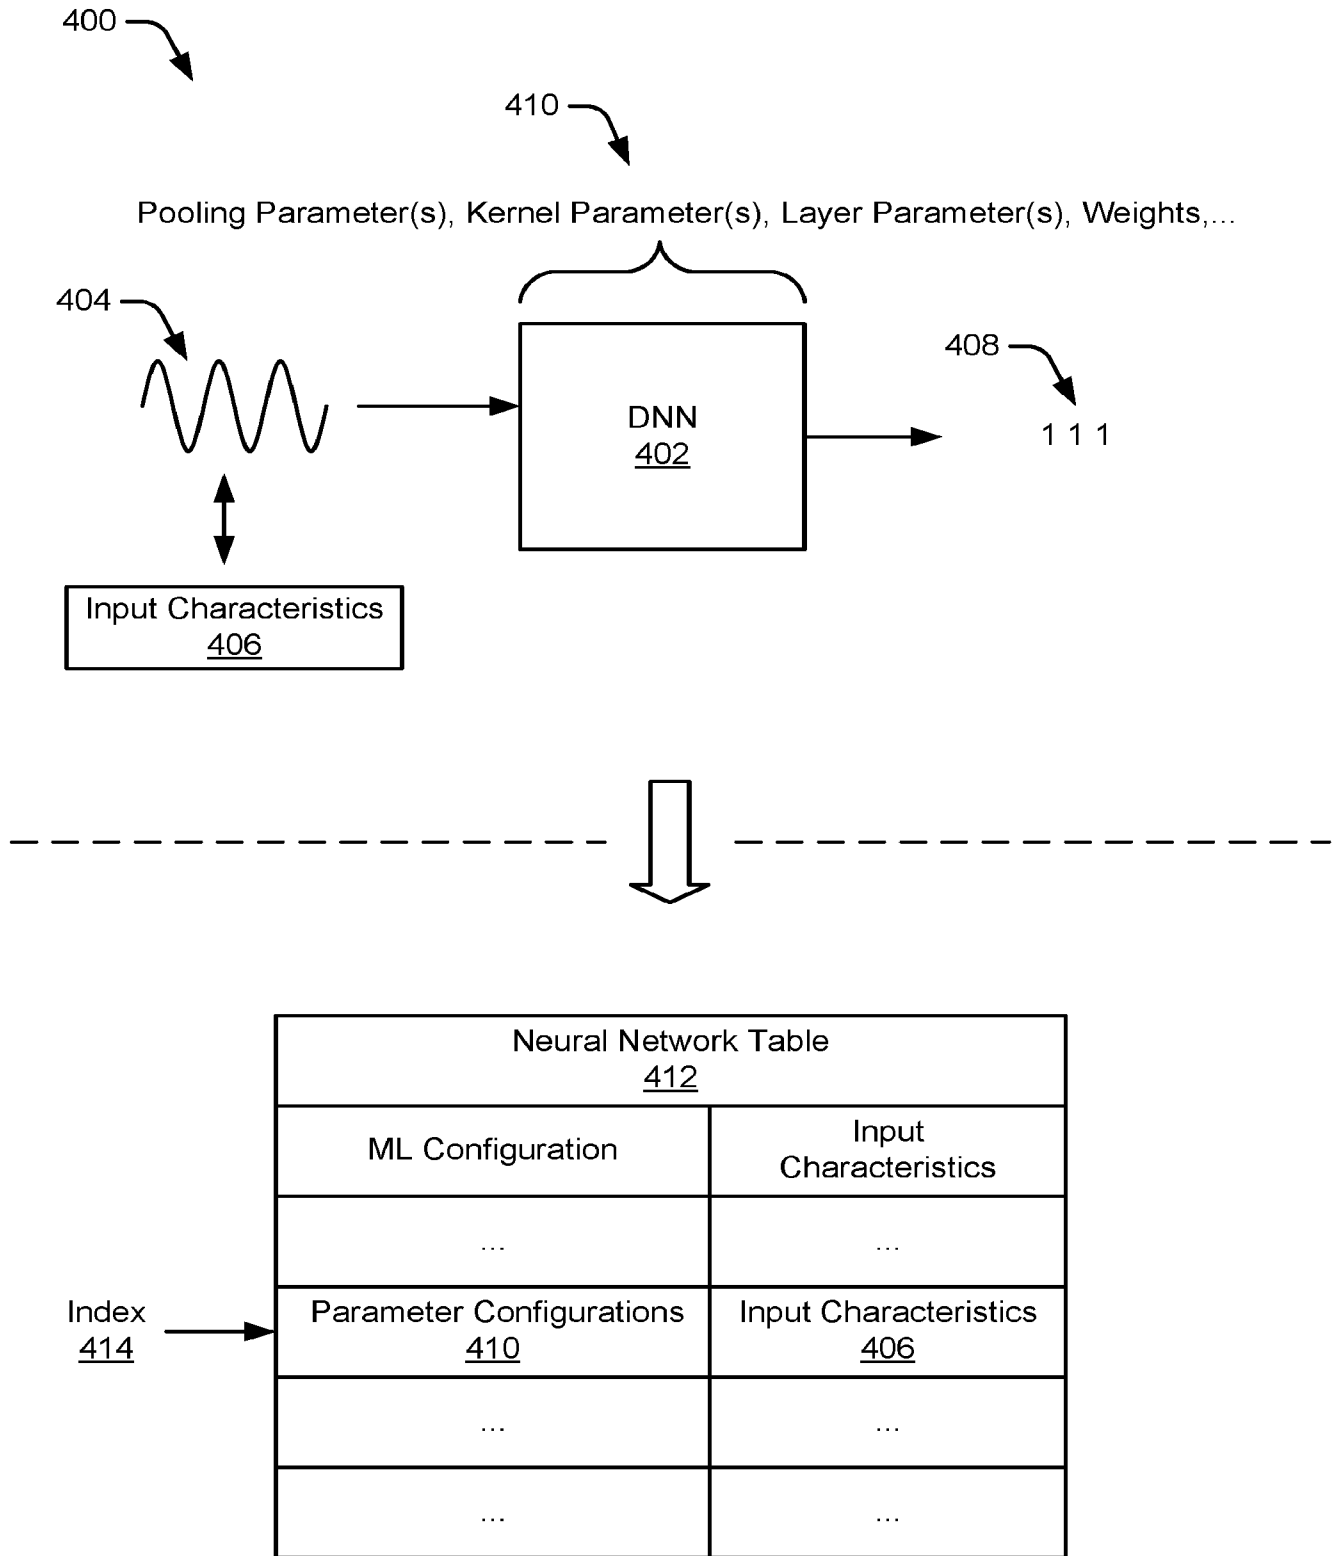 400
410
Pooling Parameter(s), Kernel Parameter(s), Layer Parameter(s), Weights,...
404
408
DNN
402
1 1 1
Input Characteristics
406
Neural Network Table
412
ML Configuration
Input
Characteristics
... ...
Index
414
Parameter Configurations
410
Input Characteristics
406
... ...
... ...